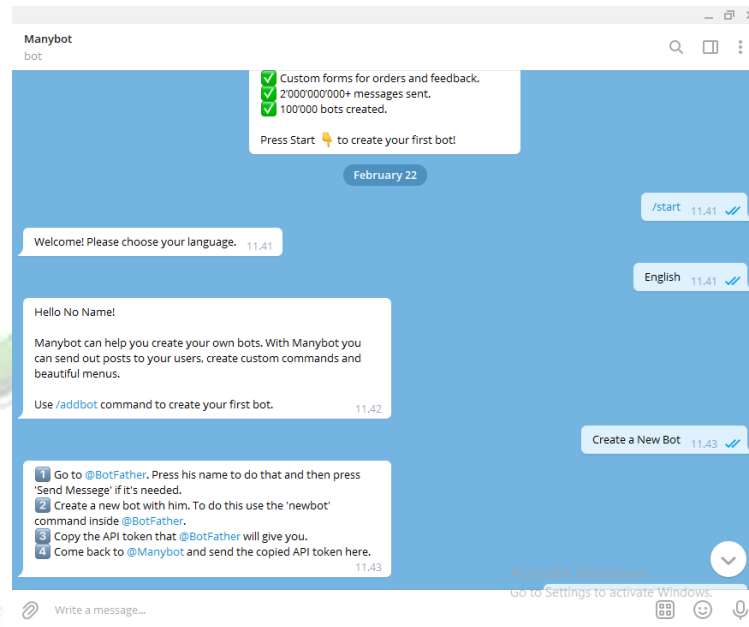 Manybot
bot
✅ Custom forms for orders and feedback.
✅ 2'000'000'000+ messages sent.
✅ 100'000 bots created.
Press Start 👇 to create your first bot!
February 22
/start 11.41
Welcome! Please choose your language. 11.41
English 11.41
Hello No Name!
Manybot can help you create your own bots. With Manybot you
can send out posts to your users, create custom commands and
beautiful menus.
Use /addbot command to create your first bot. 11.42
Create a New Bot 11.43
1️⃣ Go to @BotFather. Press his name to do that and then press
'Send Messege' if it's needed.
2️⃣ Create a new bot with him. To do this use the 'newbot'
command inside @BotFather.
3️⃣ Copy the API token that @BotFather will give you.
4️⃣ Come back to @Manybot and send the copied API token here.
11.43
Activate Windows
Go to Settings to activate Windows.
Write a message...